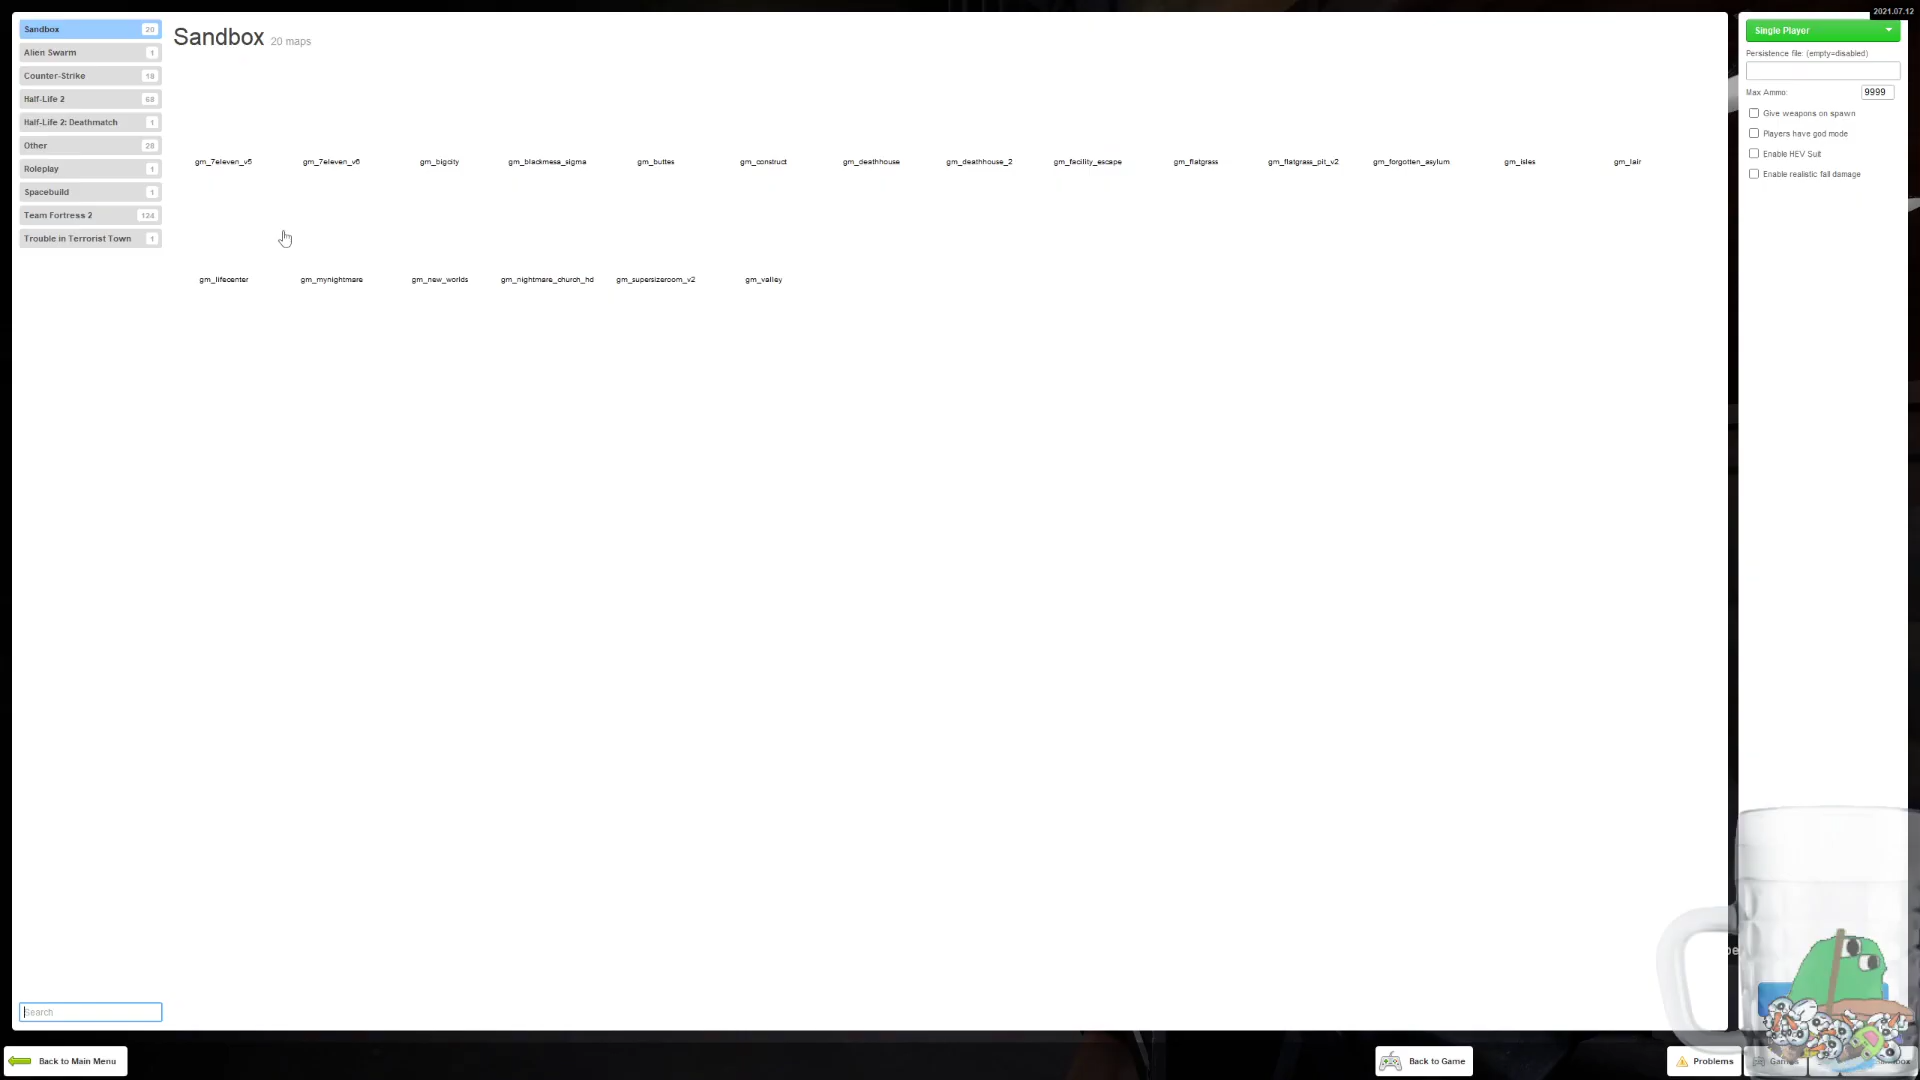 2021.07.12
Sandbox 20
Alien Swarm 1
Counter-Strike 18
Half-Life 2 68
Half-Life 2: Deathmatch 1
Other 28
Roleplay 1
Spacebuild 1
Team Fortress 2 124
Trouble in Terrorist Town 1
Sandbox 20 maps
gm_7eleven_v5 gm_7eleven_v6 gm_bigcity gm_blackmesa_sigma gm_buttes gm_construct gm_deathhouse gm_deathhouse_2 gm_facility_escape gm_flatgrass gm_flatgrass_pit_v2 gm_forgotten_asylum gm_isles gm_lair
gm_lifecenter gm_mynightmare gm_new_worlds gm_nightmare_church_hd gm_supersizeroom_v2 gm_valley
Single Player
Persistence file: (empty=disabled)
Max Ammo: 9999
Give weapons on spawn
Players have god mode
Enable HEV Suit
Enable realistic fall damage
Search
Back to Main Menu
Back to Game
Problems
Games